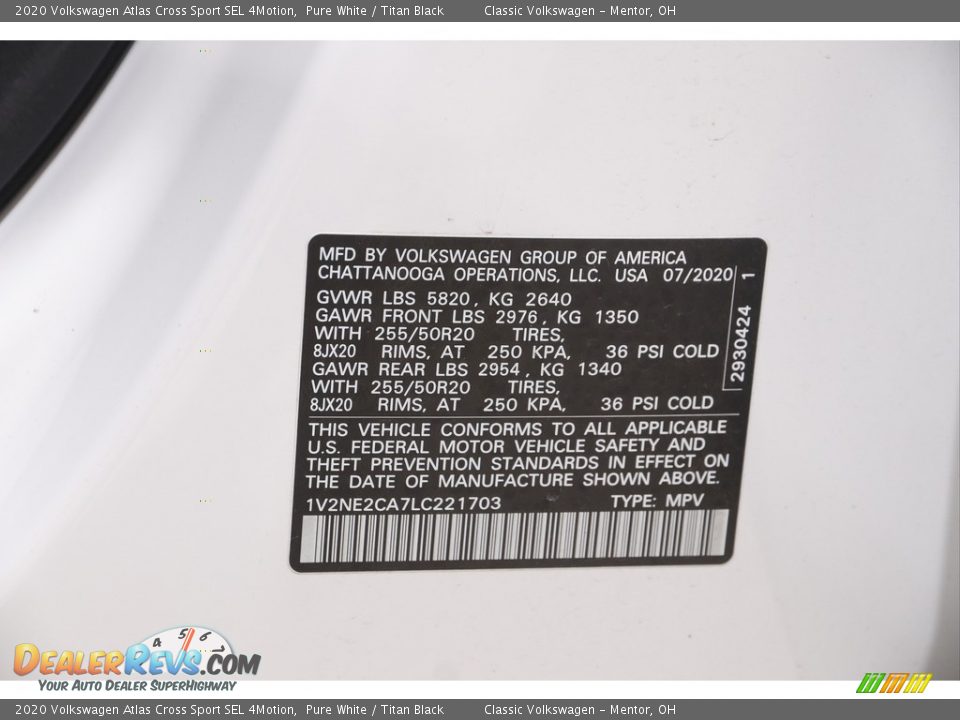 2020 Volkswagen Atlas Cross Sport SEL 4Motion, Pure White / Titan Black Classic Volkswagen - Mentor, OH
MFD BY VOLKSWAGEN GROUP OF AMERICA
CHATTANOOGA OPERATIONS, LLC. USA 07/2020
GVWR LBS 5820, KG 2640
GAWR FRONT LBS 2976, KG 1350
WITH 255/50R20 TIRES,
8JX20 RIMS, AT 250 KPA, 36 PSI COLD
GAWR REAR LBS 2954, KG 1340
WITH 255/50R20 TIRES,
8JX20 RIMS, AT 250 KPA, 36 PSI COLD
2930424 1
THIS VEHICLE CONFORMS TO ALL APPLICABLE
U.S. FEDERAL MOTOR VEHICLE SAFETY AND
THEFT PREVENTION STANDARDS IN EFFECT ON
THE DATE OF MANUFACTURE SHOWN ABOVE.
1V2NE2CA7LC221703 TYPE: MPV
4 5 6 7
DEALERREVS.COM
YOUR AUTO DEALER SUPERHIGHWAY
2020 Volkswagen Atlas Cross Sport SEL 4Motion, Pure White / Titan Black Classic Volkswagen - Mentor, OH